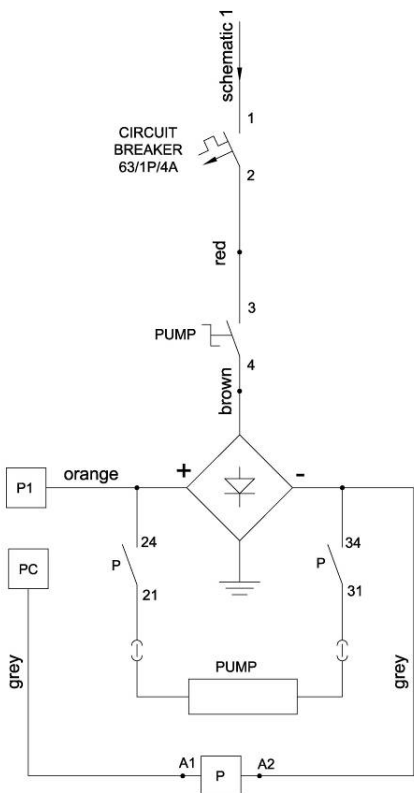 schematic 1
1
CIRCUIT
BREAKER
63/1P/4A
2
red
3
PUMP
4
brown
P1
orange
+
-
24
34
P
P
PC
21
31
grey
PUMP
grey
A1
P
A2